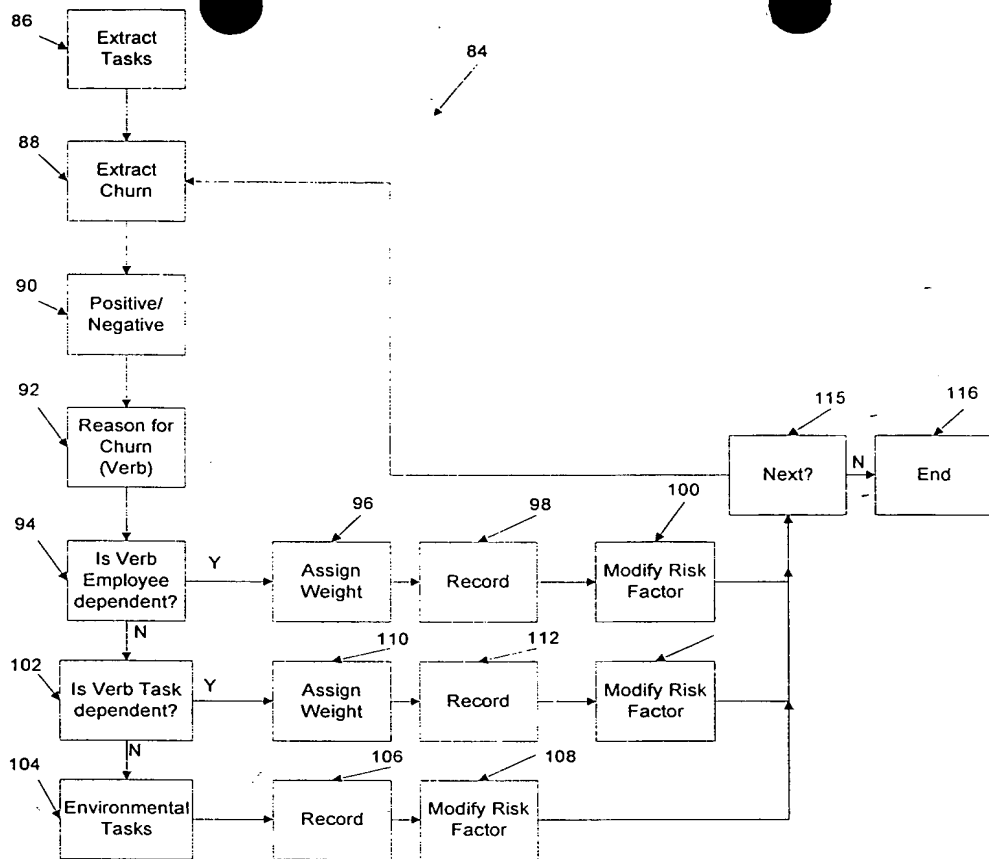 86
Extract
Tasks
84
88
Extract
Churn
90
Positive/
Negative
92
Reason for
Churn
(Verb)
115
116
Next?
N
End
94
Is Verb
Employee
dependent?
Y
96
Assign
Weight
98
Record
100
Modify Risk
Factor
N
102
Is Verb Task
dependent?
Y
110
Assign
Weight
112
Record
Modify Risk
Factor
N
104
Environmental
Tasks
106
Record
108
Modify Risk
Factor